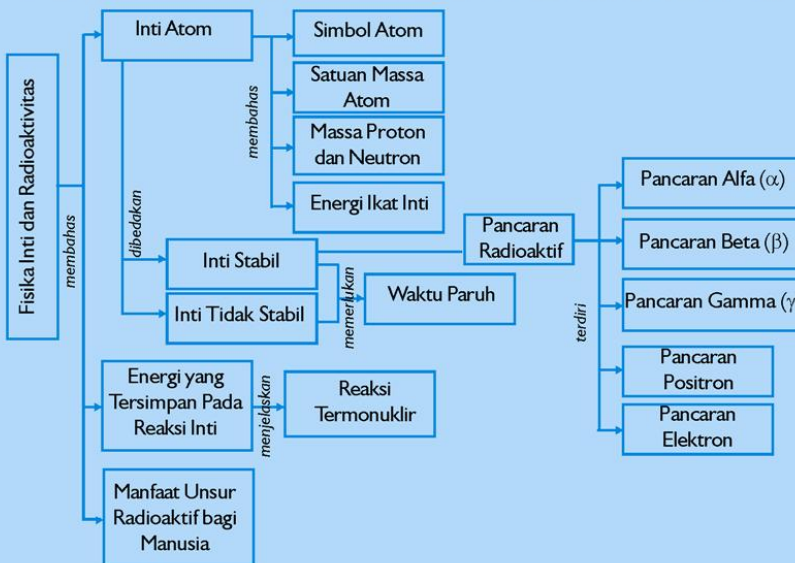 Fisika Inti dan Radioaktivitas
membahas
Inti Atom
membahas
Simbol Atom
Satuan Massa
Atom
Massa Proton
dan Neutron
Energi Ikat Inti
dibedakan
Inti Stabil
Inti Tidak Stabil
memerlukan
Waktu Paruh
Pancaran
Radioaktif
terdiri
Pancaran Alfa (α)
Pancaran Beta (β)
Pancaran Gamma (γ
Pancaran
Positron
Pancaran
Elektron
Energi yang
Tersimpan Pada
Reaksi Inti
menjelaskan
Reaksi
Termonuklir
Manfaat Unsur
Radioaktif bagi
Manusia